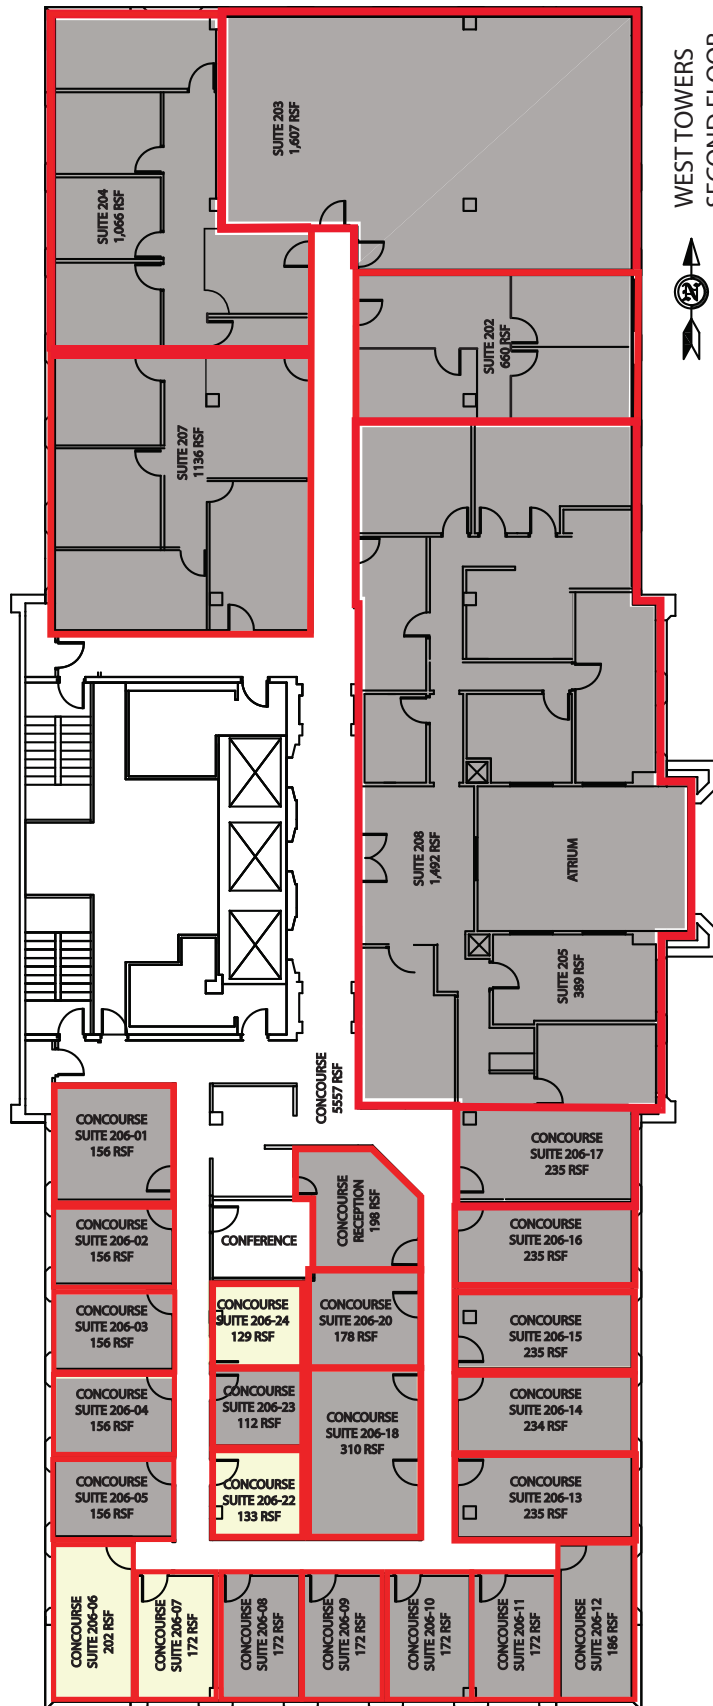 WEST TOWERS
SECOND FLOOR
N
SUITE 203
1,607 RSF
SUITE 204
1,066 RSF
SUITE 202
660 RSF
SUITE 207
1136 RSF
SUITE 208
1,492 RSF
ATRIUM
SUITE 205
389 RSF
CONCOURSE
5557 RSF
CONCOURSE
SUITE 206-01
156 RSF
CONCOURSE
SUITE 206-17
235 RSF
CONCOURSE
RECEPTION
198 RSF
CONCOURSE
SUITE 206-02
156 RSF
CONFERENCE
CONCOURSE
SUITE 206-16
235 RSF
CONCOURSE
SUITE 206-03
156 RSF
CONCOURSE
SUITE 206-24
129 RSF
CONCOURSE
SUITE 206-20
178 RSF
CONCOURSE
SUITE 206-15
235 RSF
CONCOURSE
SUITE 206-04
156 RSF
CONCOURSE
SUITE 206-23
112 RSF
CONCOURSE
SUITE 206-18
310 RSF
CONCOURSE
SUITE 206-14
234 RSF
CONCOURSE
SUITE 206-05
156 RSF
CONCOURSE
SUITE 206-22
133 RSF
CONCOURSE
SUITE 206-13
235 RSF
CONCOURSE
SUITE 206-06
202 RSF
CONCOURSE
SUITE 206-07
172 RSF
CONCOURSE
SUITE 206-08
172 RSF
CONCOURSE
SUITE 206-09
172 RSF
CONCOURSE
SUITE 206-10
172 RSF
CONCOURSE
SUITE 206-11
172 RSF
CONCOURSE
SUITE 206-12
186 RSF